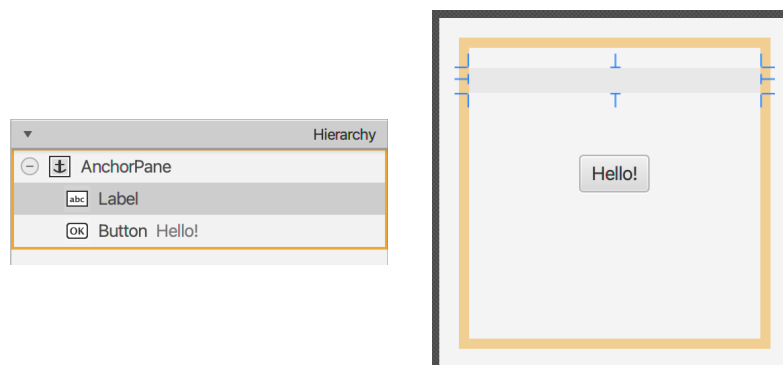 Hierarchy
AnchorPane
abc Label
OK Button Hello!
Hello!